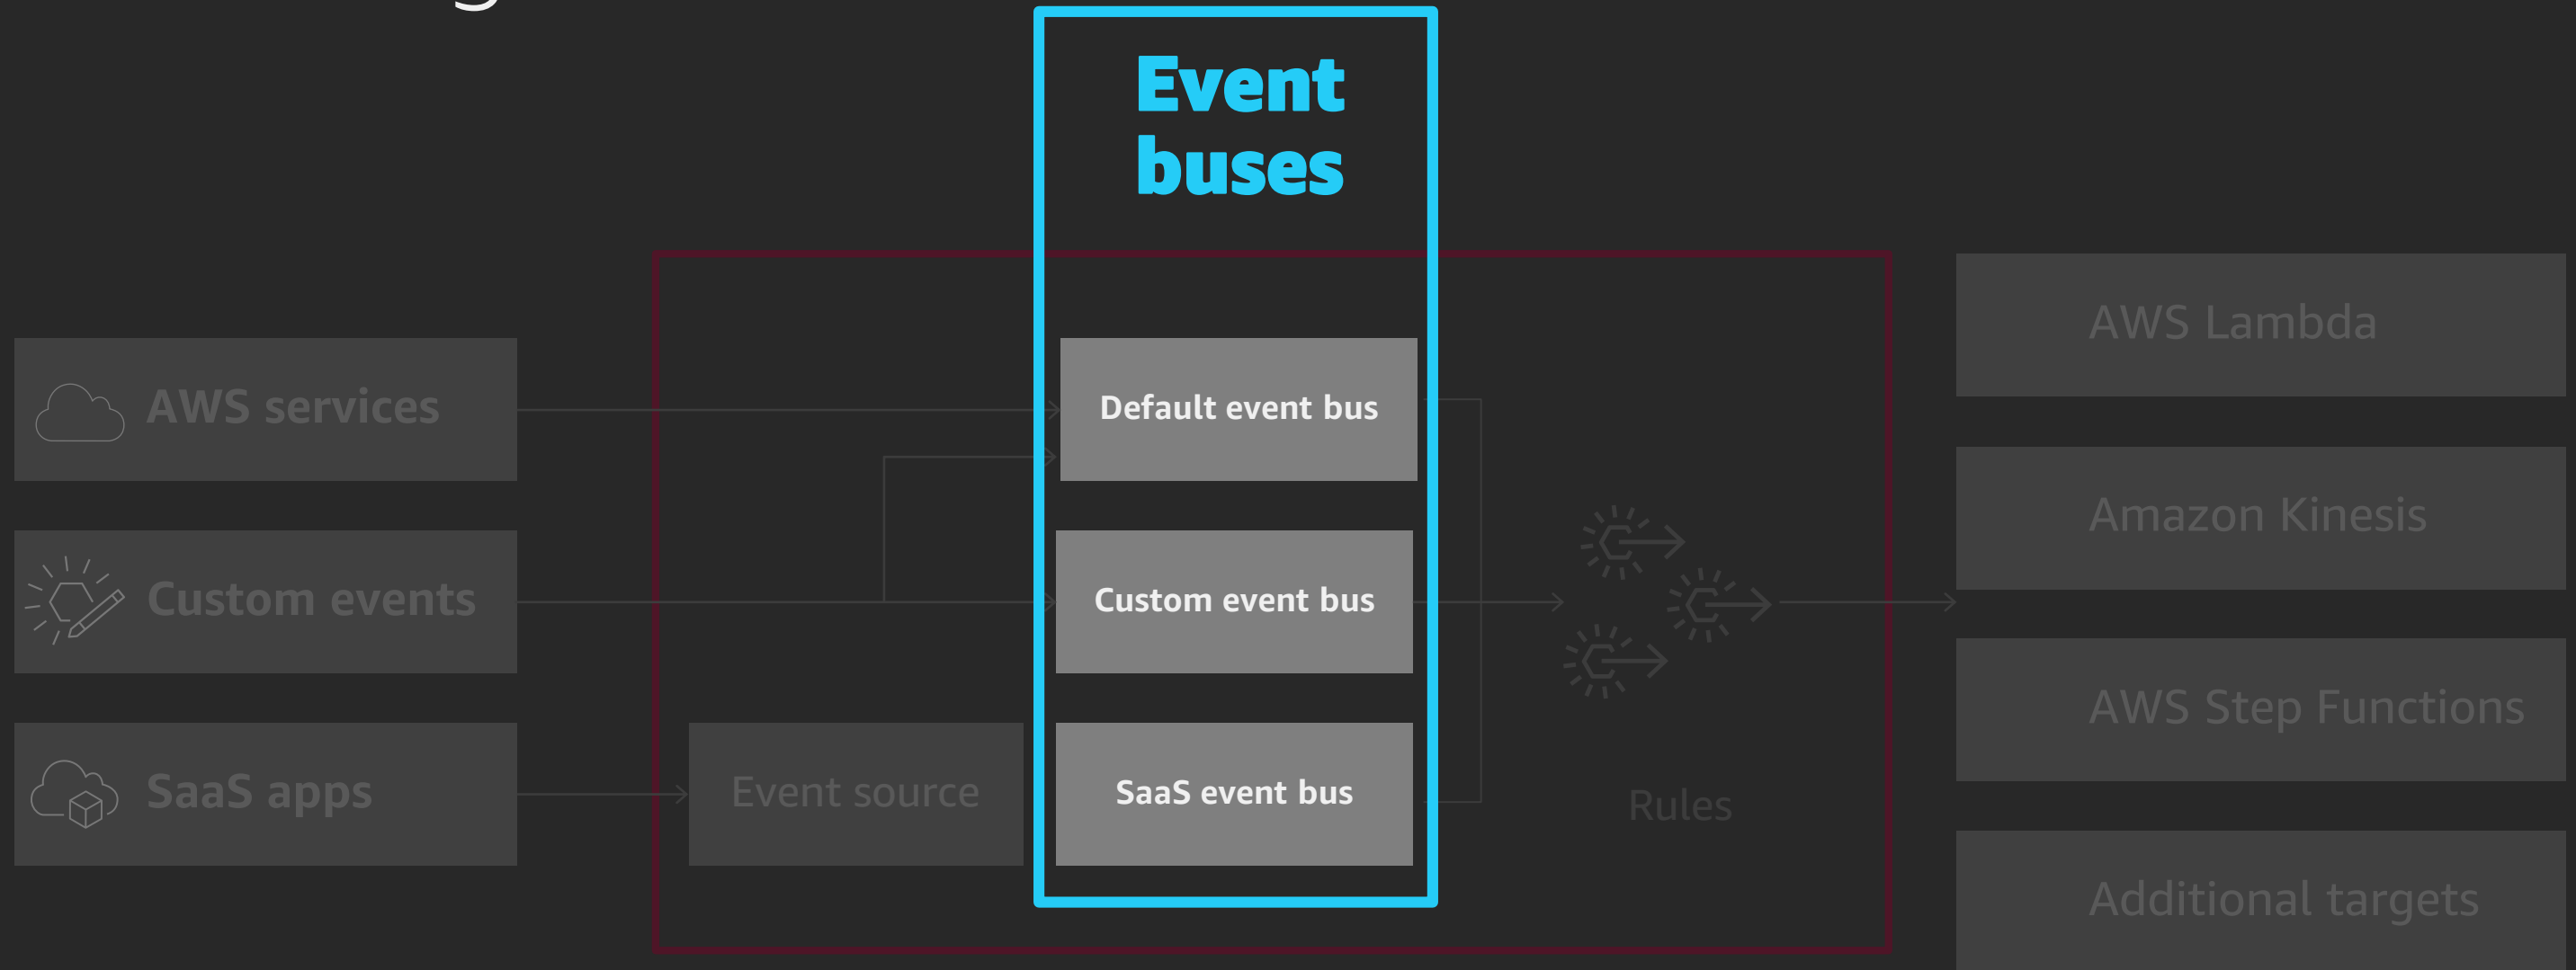 Event
buses
AWS services
Custom events
SaaS apps
Event source
Default event bus
Custom event bus
SaaS event bus
Rules
AWS Lambda
Amazon Kinesis
AWS Step Functions
Additional targets